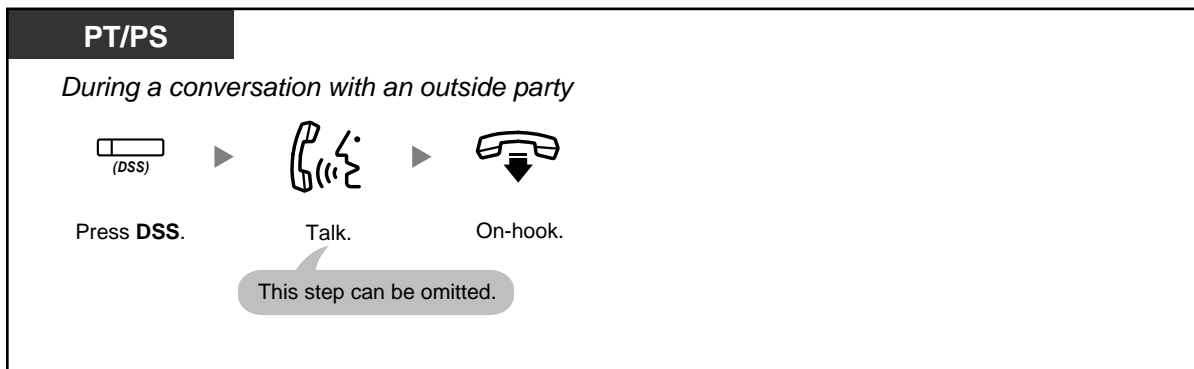 PT/PS
During a conversation with an outside party
(DSS)
Press DSS.
Talk.
On-hook.
This step can be omitted.